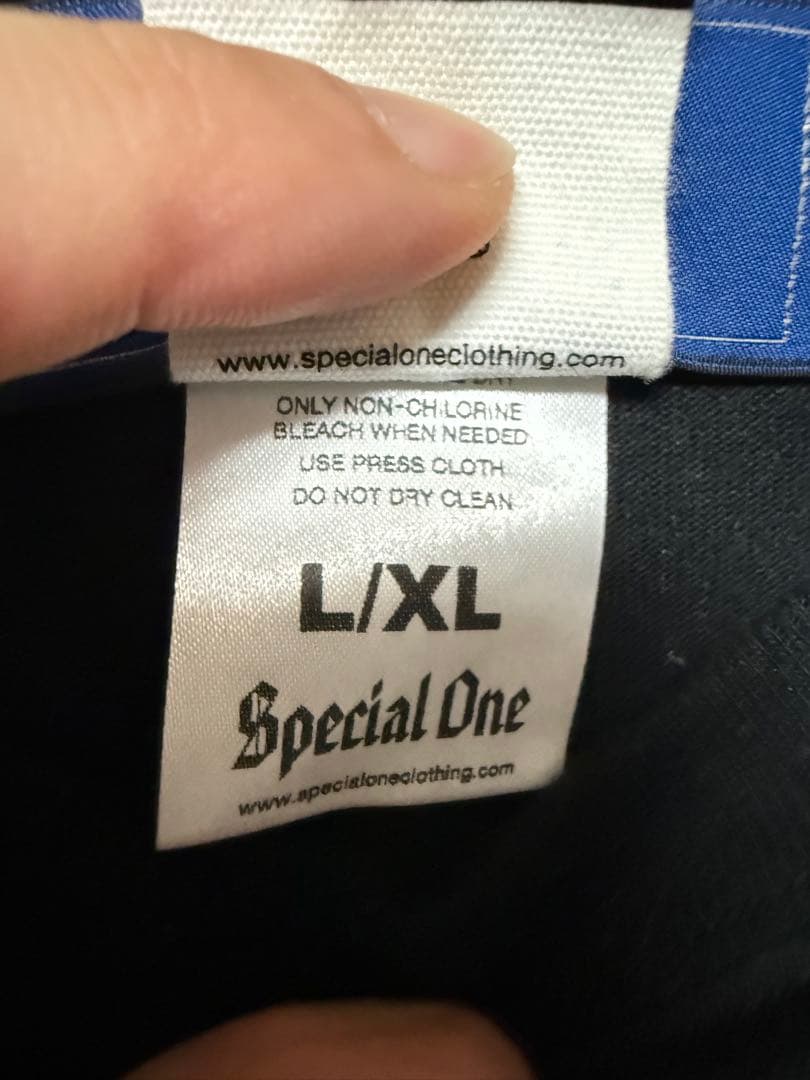 www.specialoneclothing.com
DRY
ONLY NON-CHLORINE
BLEACH WHEN NEEDED
USE PRESS CLOTH
DO NOT DRY CLEAN
L/XL
Special One
www.specialoneclothing.com